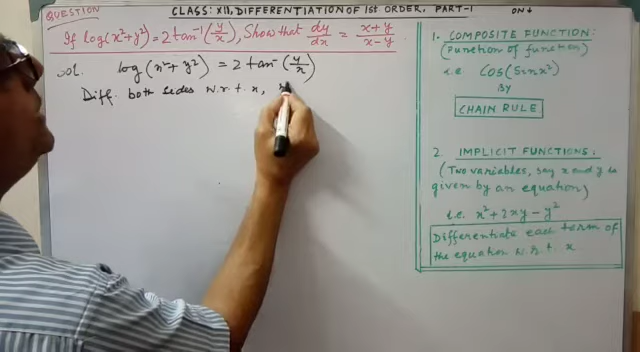 QUESTION
CLASS: XII, DIFFERENTIATION OF 1ST ORDER. PART-1
If log(x²+y²) = 2 tan⁻¹(y/x), Show that dy/dx = x+y/x-y
Sol. log(x²+y²) = 2 tan⁻(y/x)
Diff. both sides w.r.t. x,
1. COMPOSITE FUNCTION:
(Function of function)
i.e. Cos(Sinx²)
BY
CHAIN RULE
2. IMPLICIT FUNCTIONS:
(Two variables, say x and y is
given by an equation)
i.e. x²+2xy-y²
Differentiate each term of
the equation w.r.t. x